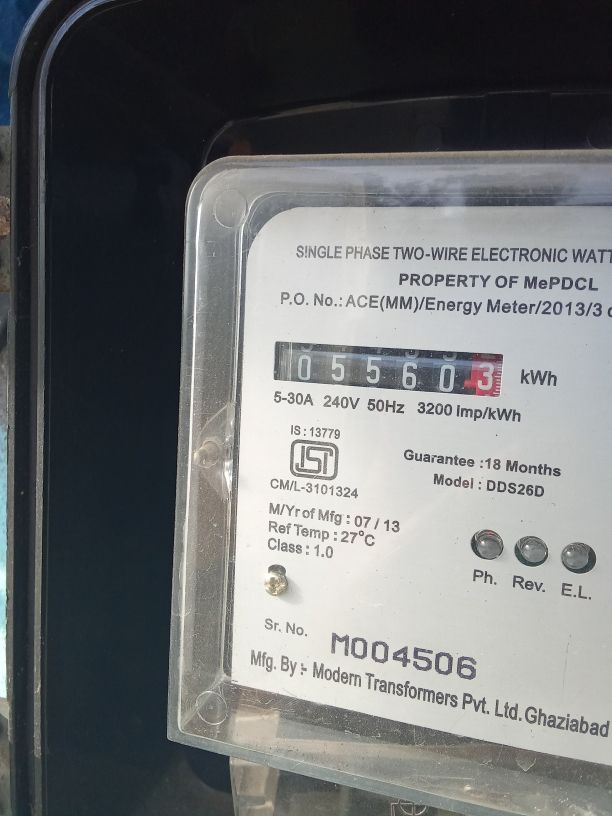 SINGLE PHASE TWO-WIRE ELECTRONIC WATT
PROPERTY OF MePDCL
P.O. No.: ACE(MM)/Energy Meter/2013/3
055603 kWh
5-30A 240V 50Hz 3200 imp/kWh
IS : 13779
ISI
CM/L-3101324
Guarantee :18 Months
Model : DDS26D
M/Yr of Mfg : 07 / 13
Ref Temp : 27°C
Class : 1.0
Ph. Rev. E.L.
Sr. No. M004506
Mfg. By :- Modern Transformers Pvt. Ltd. Ghaziabad